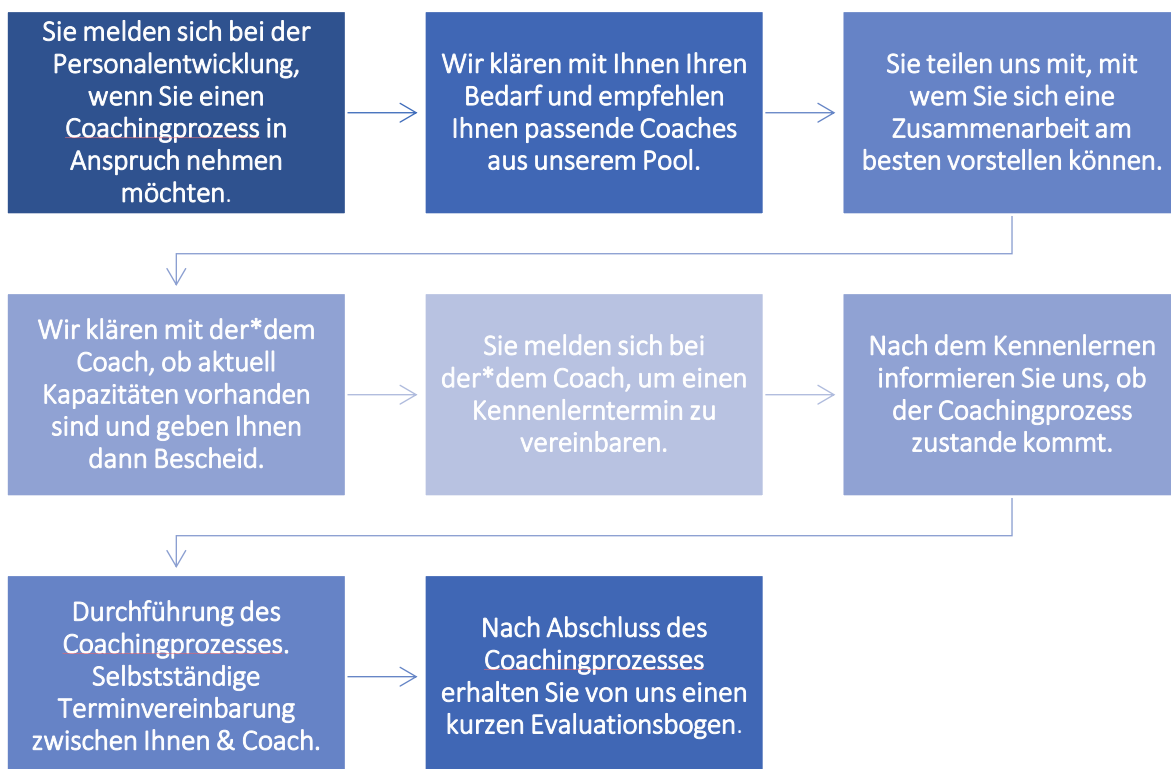 Sie melden sich bei der
Personalentwicklung,
wenn Sie einen
Coachingprozess in
Anspruch nehmen
möchten.
Wir klären mit Ihnen Ihren
Bedarf und empfehlen
Ihnen passende Coaches
aus unserem Pool.
Sie teilen uns mit, mit
wem Sie sich eine
Zusammenarbeit am
besten vorstellen können.
Wir klären mit der*dem
Coach, ob aktuell
Kapazitäten vorhanden
sind und geben Ihnen
dann Bescheid.
Sie melden sich bei
der*dem Coach, um einen
Kennenlerntermin zu
vereinbaren.
Nach dem Kennenlernen
informieren Sie uns, ob
der Coachingprozess
zustande kommt.
Durchführung des
Coachingprozesses.
Selbstständige
Terminvereinbarung
zwischen Ihnen & Coach.
Nach Abschluss des
Coachingprozesses
erhalten Sie von uns einen
kurzen Evaluationsbogen.